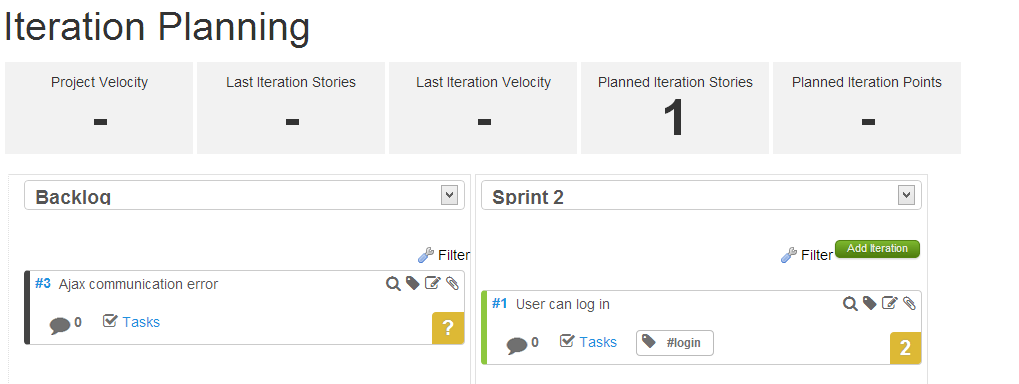 Iteration Planning
Project Velocity
-
Last Iteration Stories
-
Last Iteration Velocity
-
Planned Iteration Stories
1
Planned Iteration Points
-
Backlog
Filter
#3 Ajax communication error
0 Tasks
?
Sprint 2
Filter Add Iteration
#1 User can log in
0 Tasks #login
2